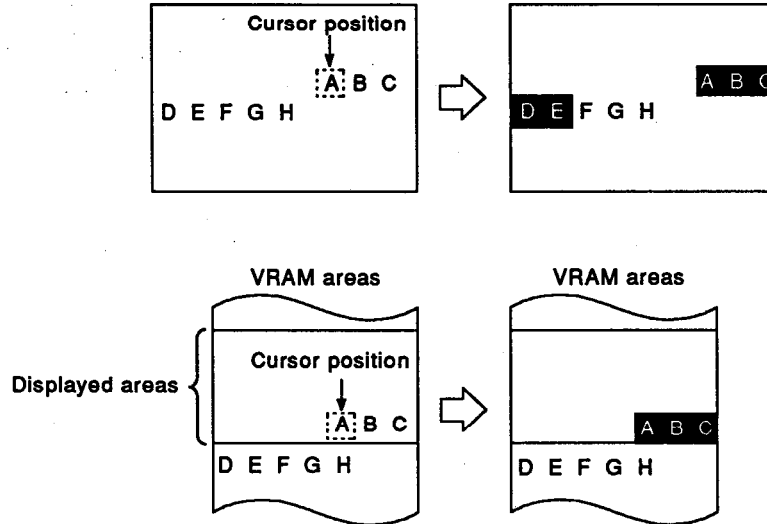 Cursor position
A B C
D E F G H
A B C
D E F G H
VRAM areas
VRAM areas
Displayed areas
Cursor position
A B C
D E F G H
A B C
D E F G H